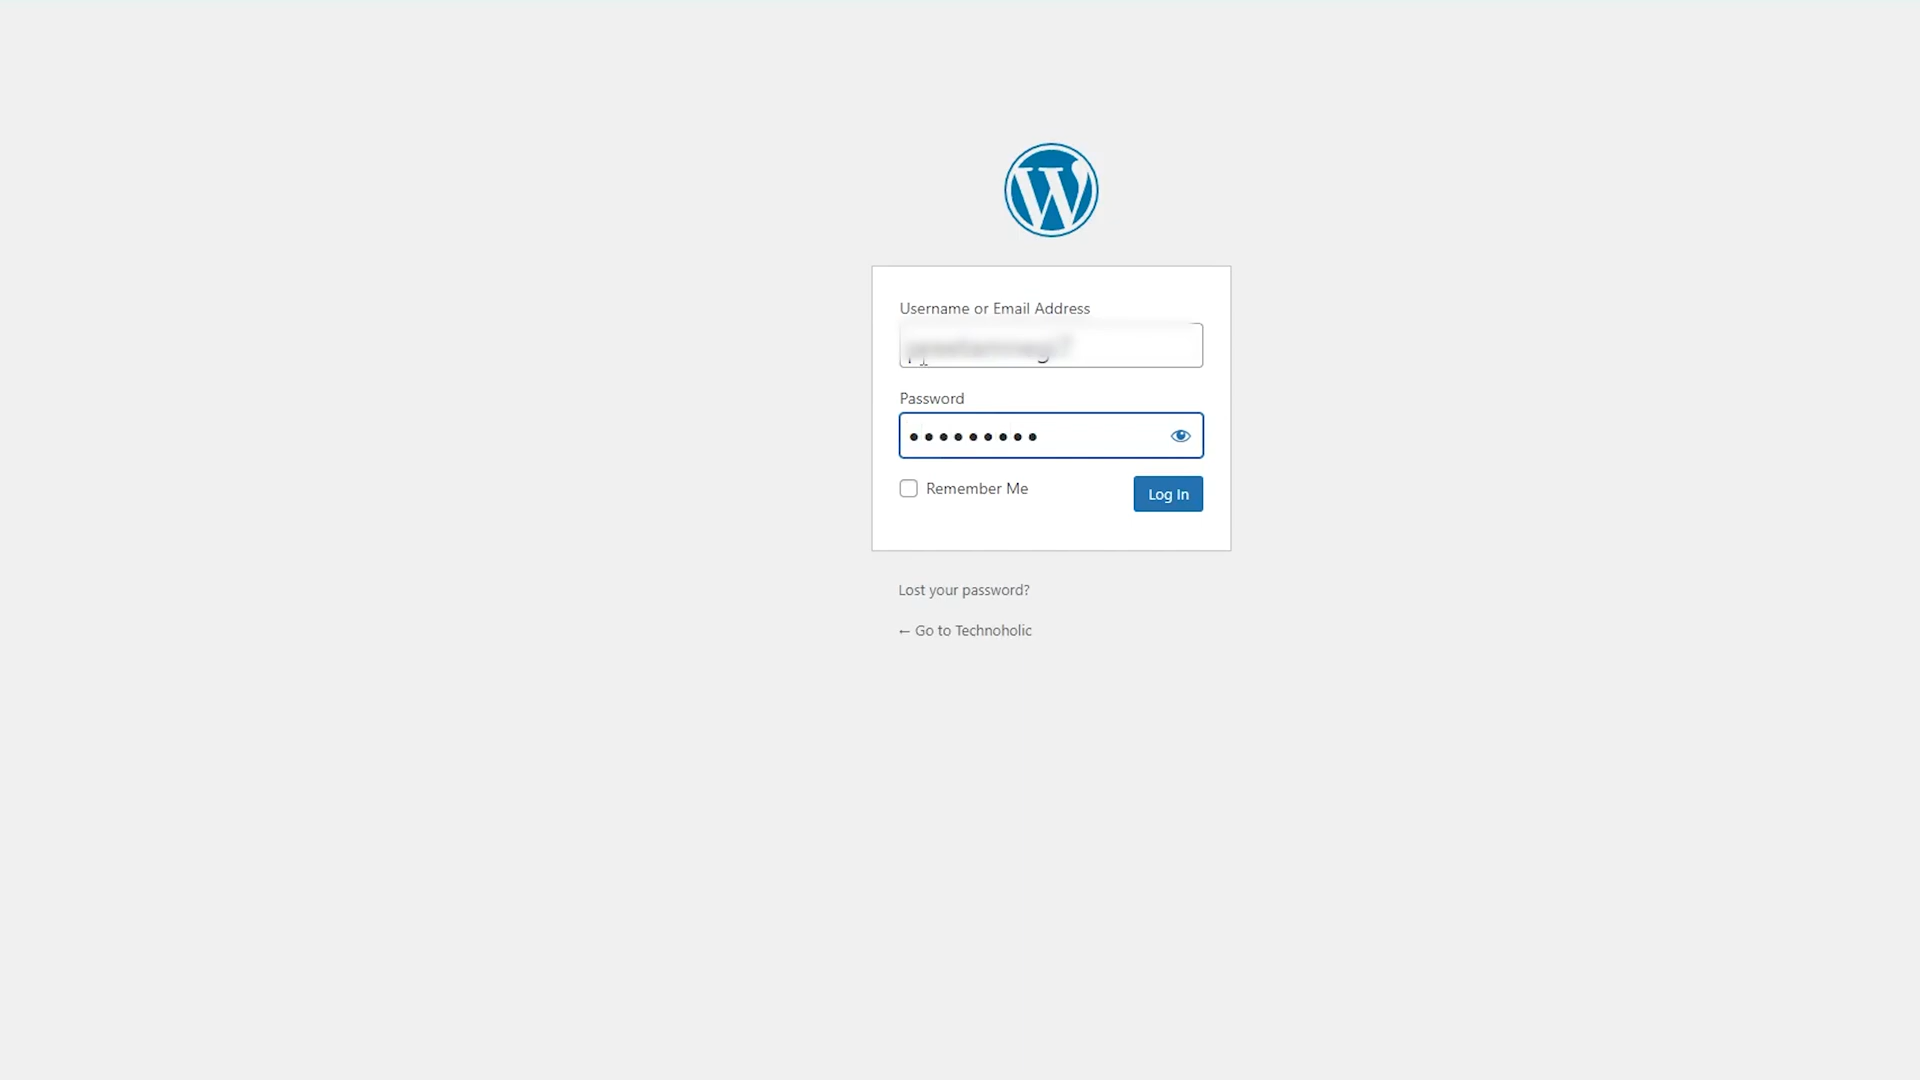 Username or Email Address
Password
Remember Me
Log In
Lost your password?
← Go to Technoholic